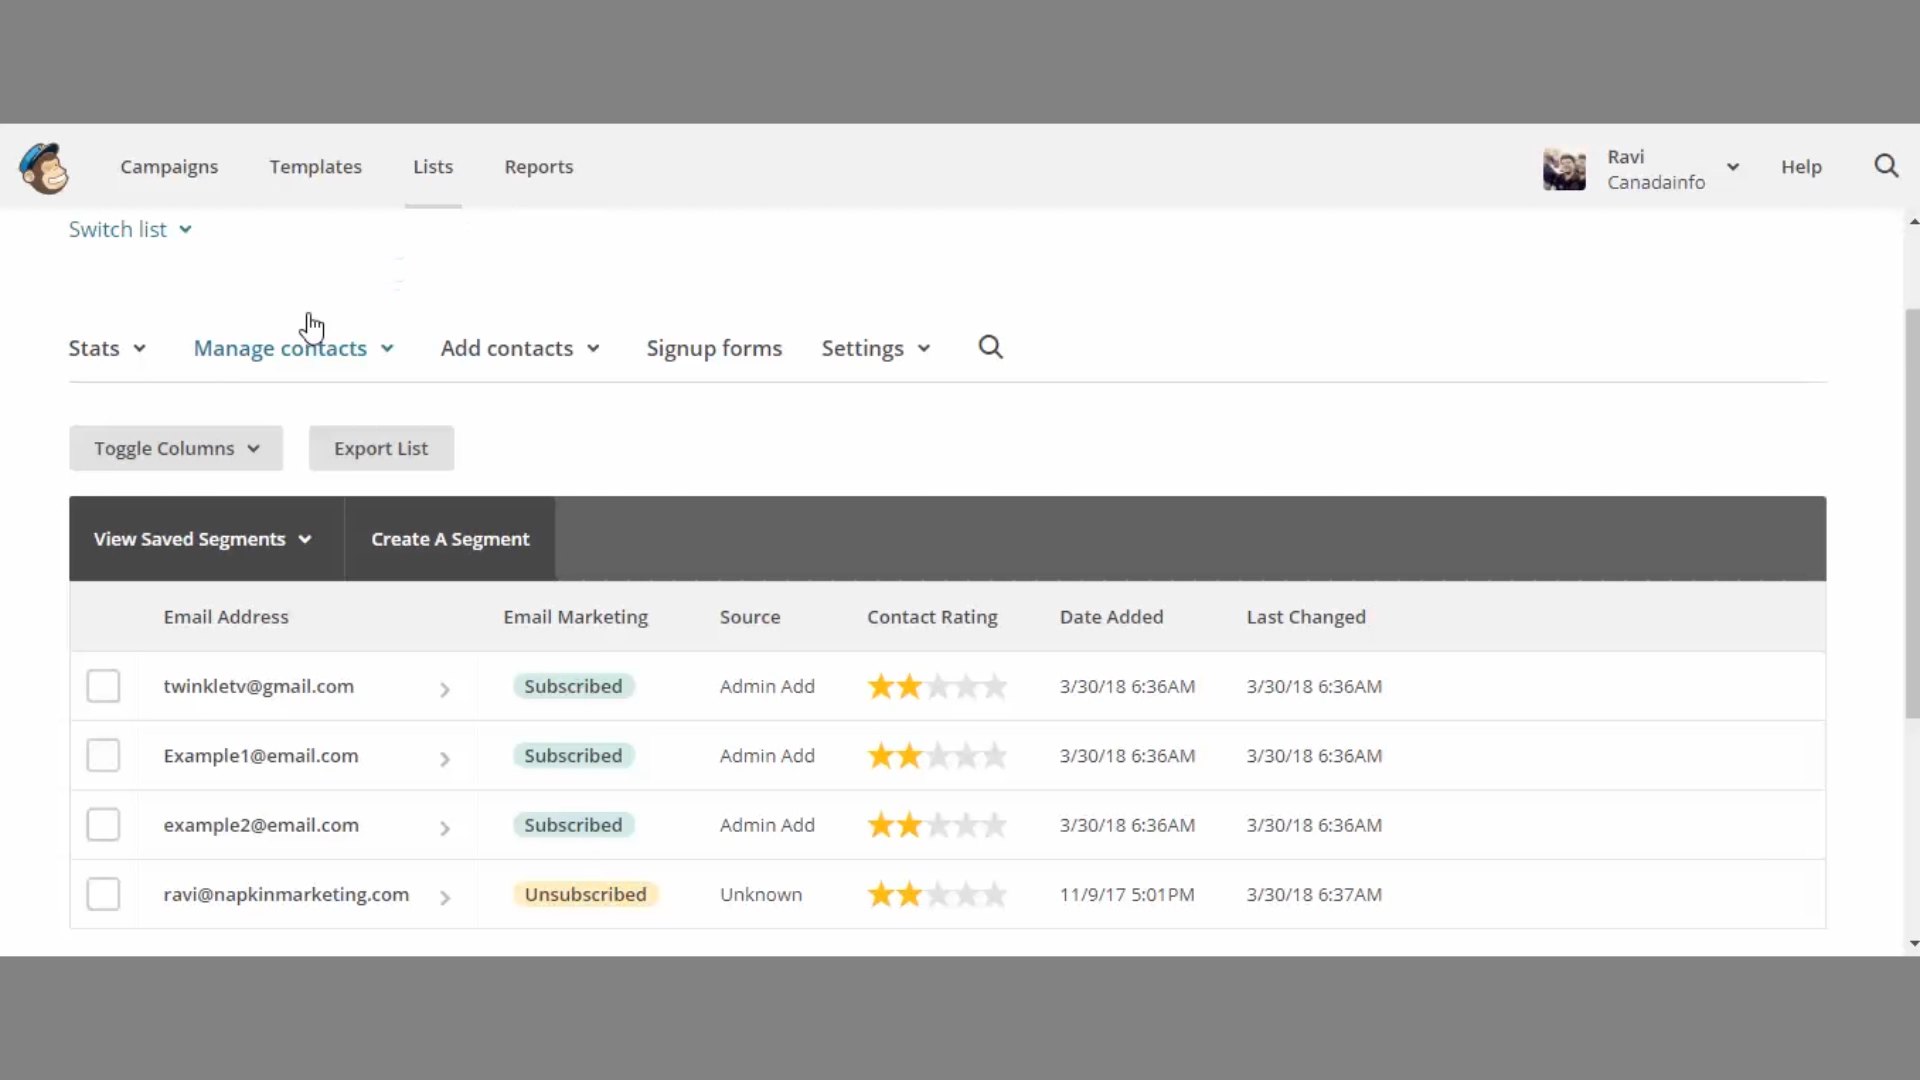 Campaigns Templates Lists Reports Ravi Canadainfo Help
Switch list
Stats Manage contacts Add contacts Signup forms Settings
Toggle Columns Export List
View Saved Segments Create A Segment
Email Address Email Marketing Source Contact Rating Date Added Last Changed
twinkletv@gmail.com Subscribed Admin Add 3/30/18 6:36AM 3/30/18 6:36AM
Example1@email.com Subscribed Admin Add 3/30/18 6:36AM 3/30/18 6:36AM
example2@email.com Subscribed Admin Add 3/30/18 6:36AM 3/30/18 6:36AM
ravi@napkinmarketing.com Unsubscribed Unknown 11/9/17 5:01PM 3/30/18 6:37AM